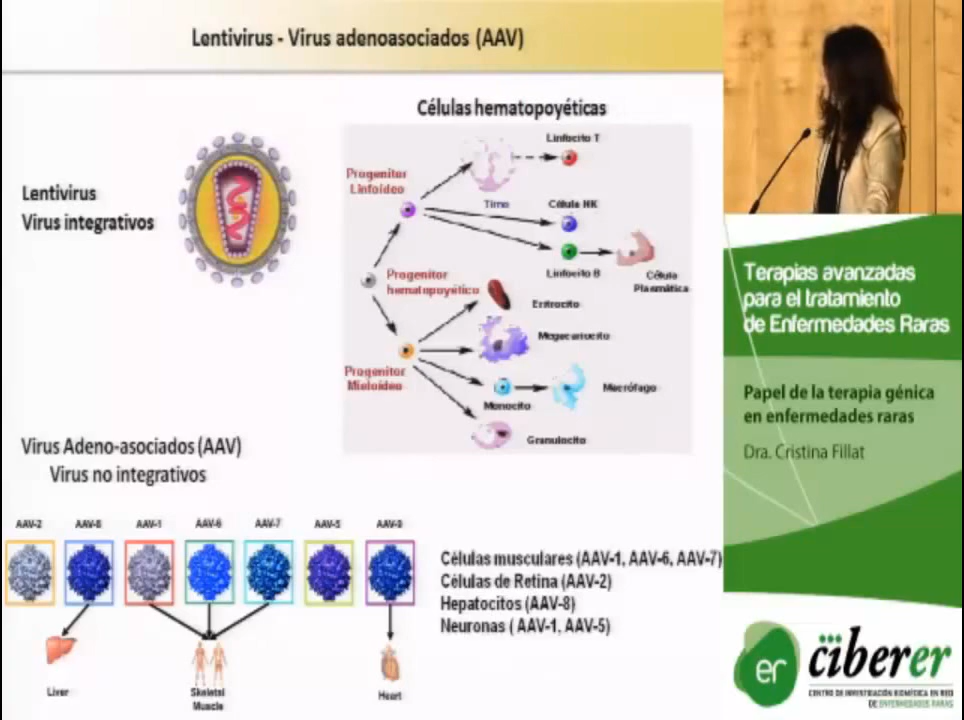 Lentivirus - Virus adenoasociados (AAV)
Células hematopoyéticas
Lentivirus
Virus integrativos
Linfocito T
Progenitor
Linfoideo
Timo
Célula NK
Linfocito B
Célula
Plasmática
Progenitor
hematopoyético
Eritrocito
Megacariocito
Progenitor
Mieloideo
Monocito
Macrófago
Granulocito
Virus Adeno-asociados (AAV)
Virus no integrativos
AAV-2 AAV-8 AAV-1 AAV-6 AAV-7 AAV-5 AAV-9
Liver
Skeletal
Muscle
Heart
Células musculares (AAV-1, AAV-6, AAV-7)
Células de Retina (AAV-2)
Hepatocitos (AAV-8)
Neuronas ( AAV-1, AAV-5)
Terapias avanzadas
para el tratamiento
de Enfermedades Raras
Papel de la terapia génica
en enfermedades raras
Dra. Cristina Fillat
er ciberer
CENTRO DE INVESTIGACIÓN BIOMÉDICA EN RED
DE ENFERMEDADES RARAS